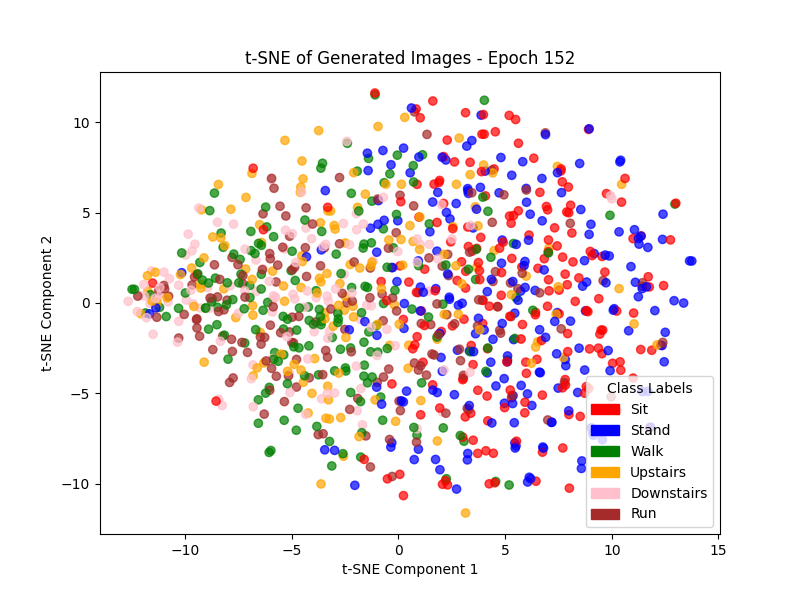 t-SNE of Generated Images - Epoch 152
t-SNE Component 2
10
5
0
−5
−10
−10
−5
0
5
10
15
t-SNE Component 1
Class Labels
Sit
Stand
Walk
Upstairs
Downstairs
Run